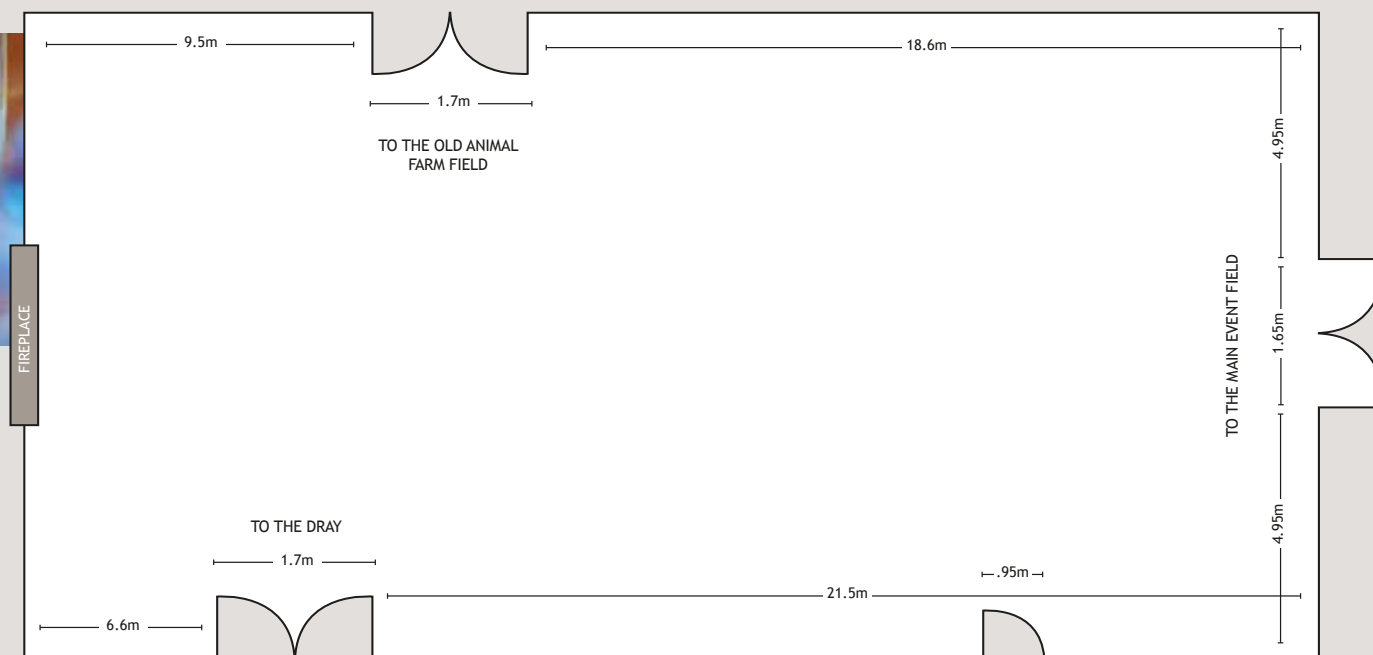 9.5m
18.6m
1.7m
4.95m
TO THE OLD ANIMAL
FARM FIELD
FIREPLACE
TO THE MAIN EVENT FIELD
1.65m
4.95m
TO THE DRAY
1.7m
.95m
21.5m
6.6m